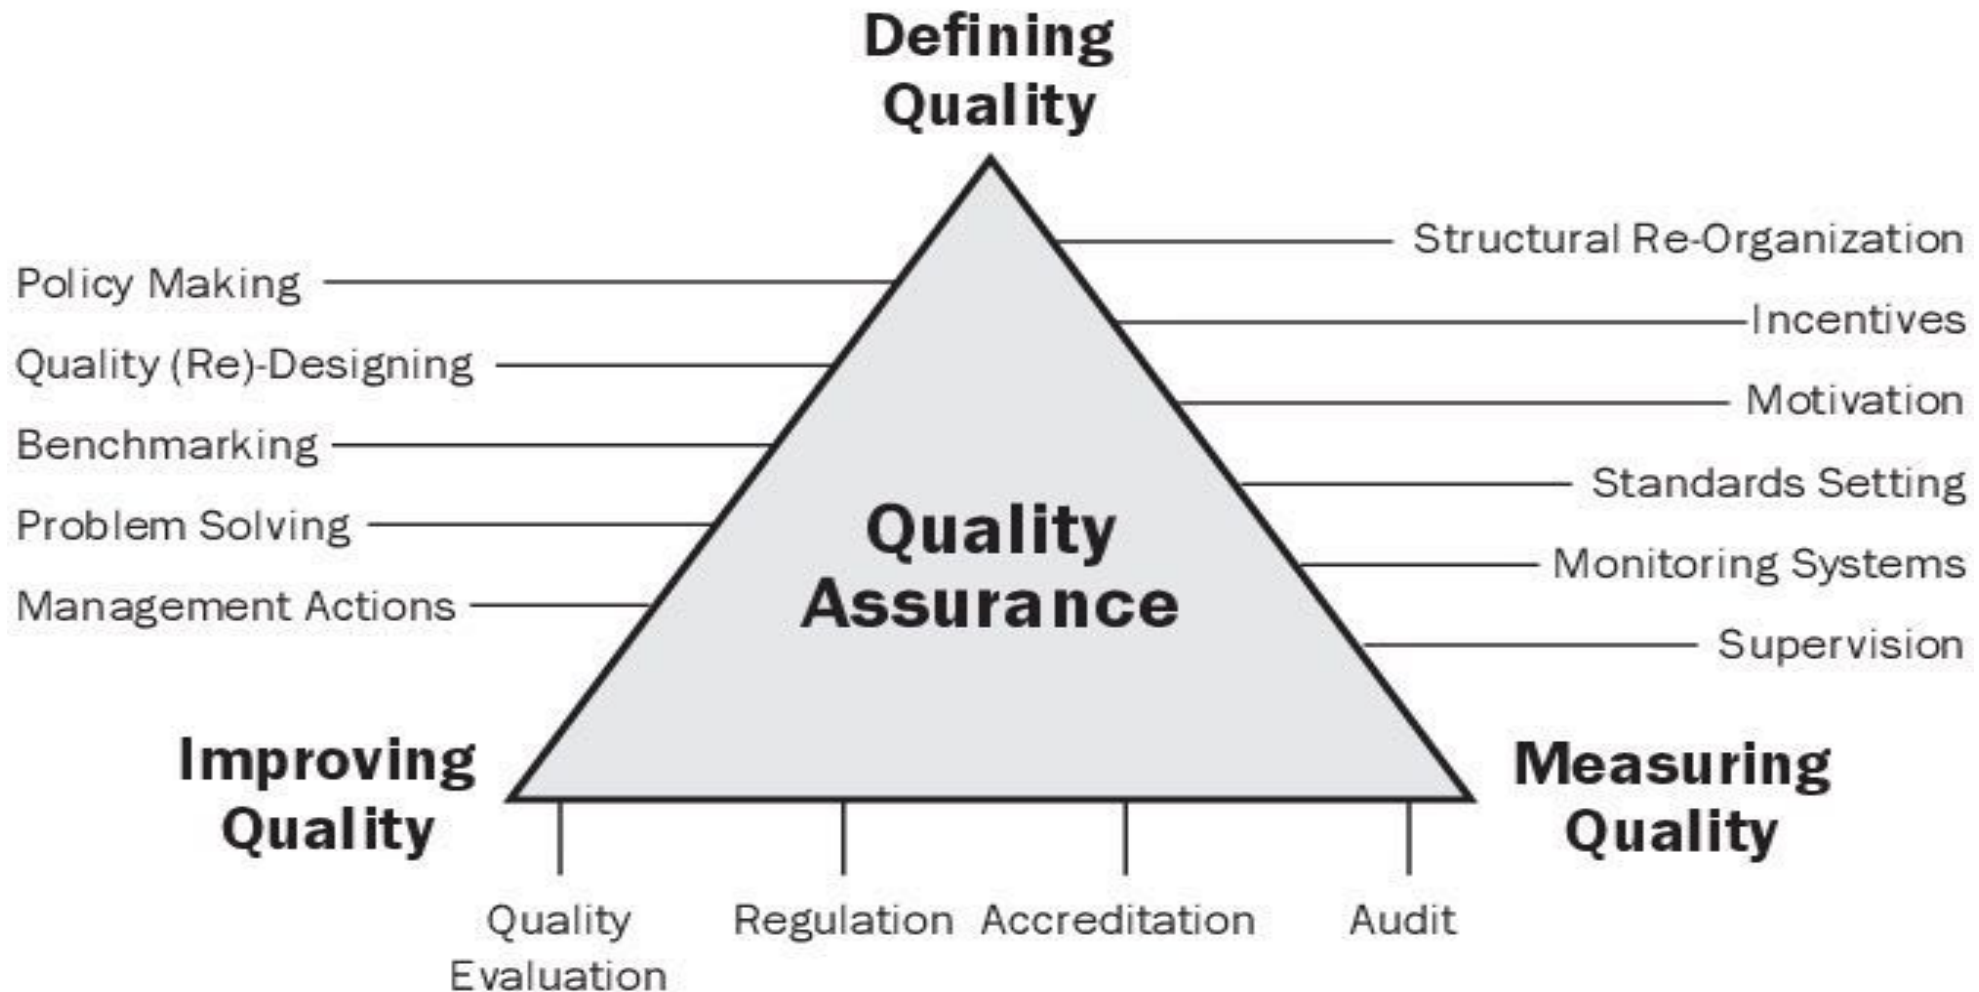 Defining
Quality
Structural Re-Organization
Policy Making
Incentives
Quality (Re)-Designing
Motivation
Benchmarking
Standards Setting
Problem Solving
Quality
Assurance
Monitoring Systems
Management Actions
Supervision
Improving
Quality
Measuring
Quality
Quality
Evaluation
Regulation
Accreditation
Audit